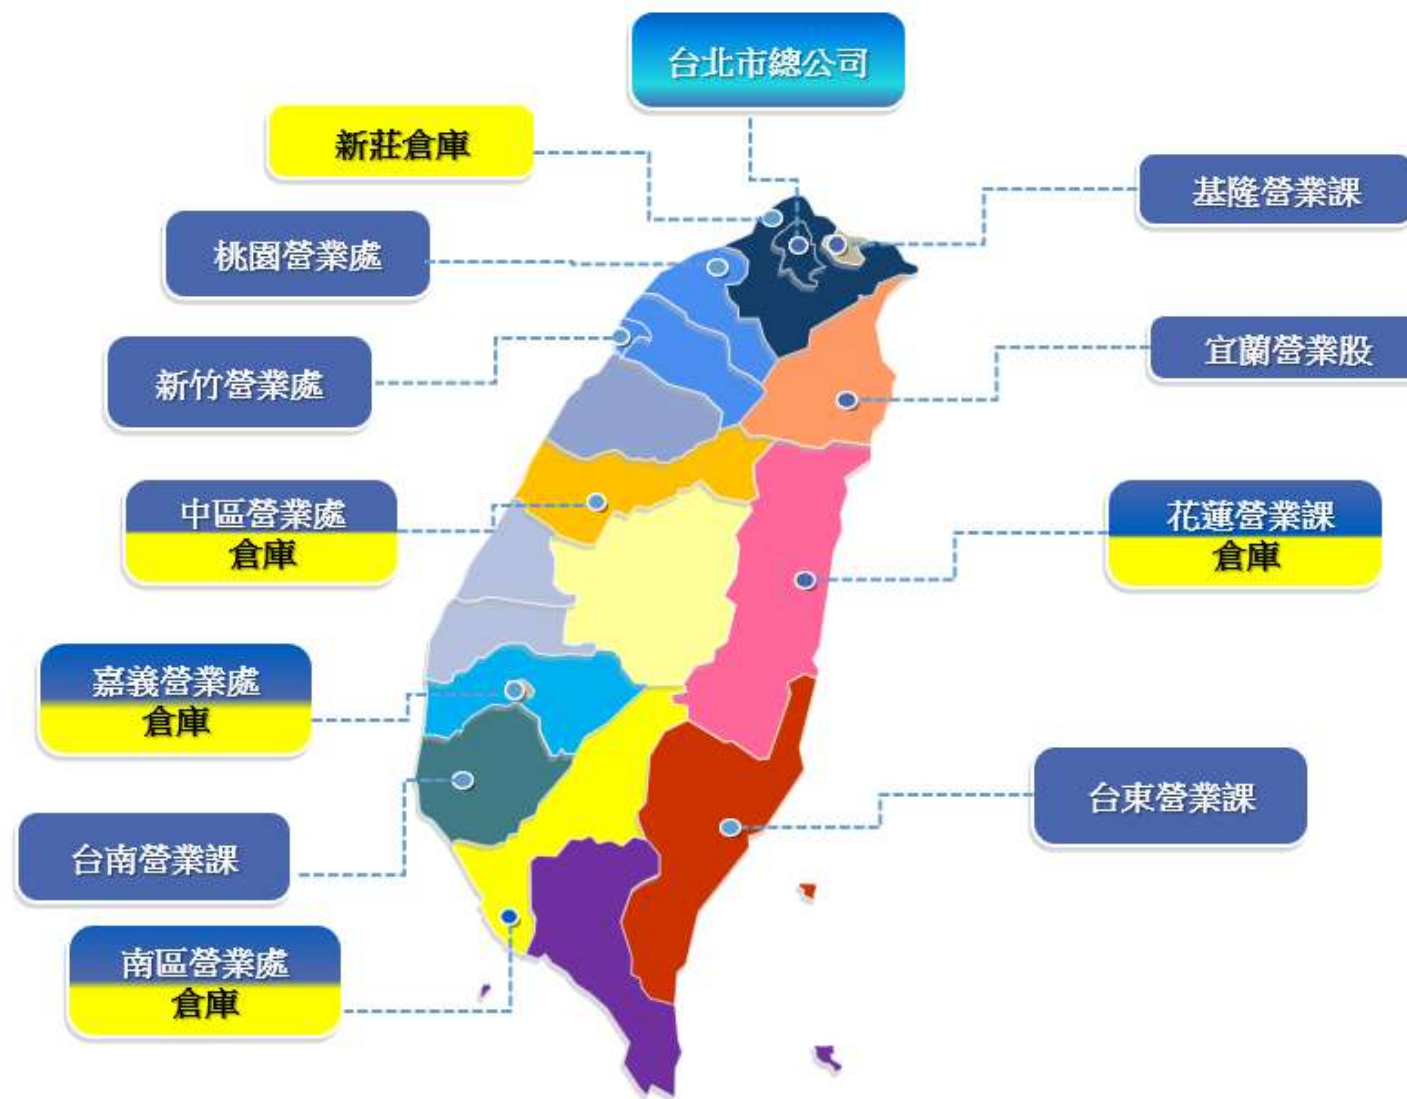 台北市總公司
新莊倉庫
基隆營業課
桃園營業處
宜蘭營業股
新竹營業處
中區營業處
倉庫
花蓮營業課
倉庫
嘉義營業處
倉庫
台東營業課
台南營業課
南區營業處
倉庫